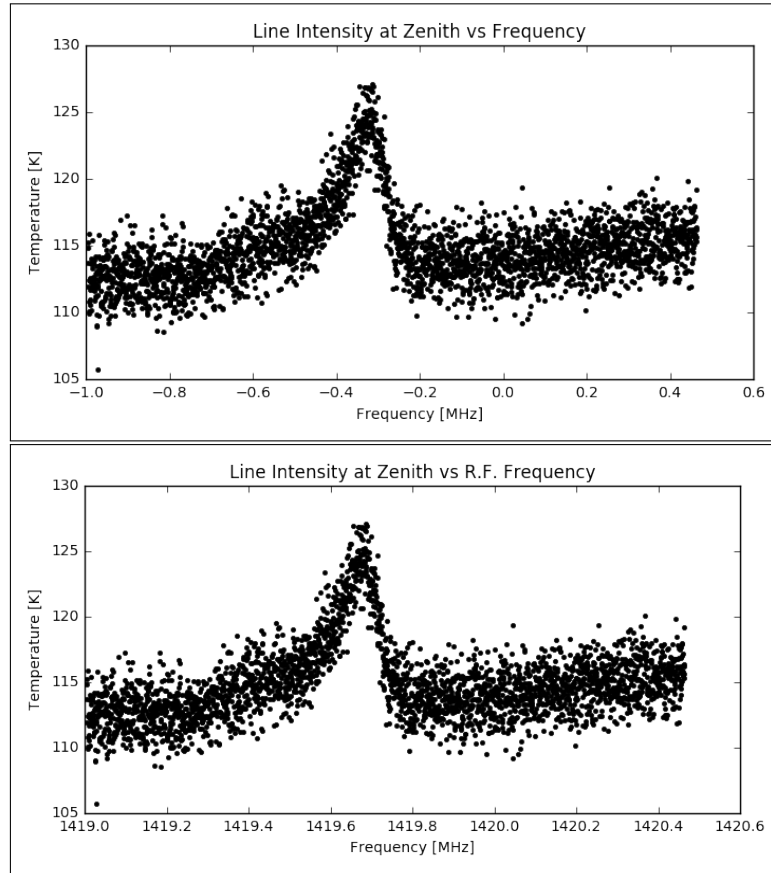 Line Intensity at Zenith vs Frequency
130
125
120
115
110
105
Temperature [K]
−1.0 −0.8 −0.6 −0.4 −0.2 0.0 0.2 0.4 0.6
Frequency [MHz]
Line Intensity at Zenith vs R.F. Frequency
130
125
120
115
110
105
Temperature [K]
1419.0 1419.2 1419.4 1419.6 1419.8 1420.0 1420.2 1420.4 1420.6
Frequency [MHz]